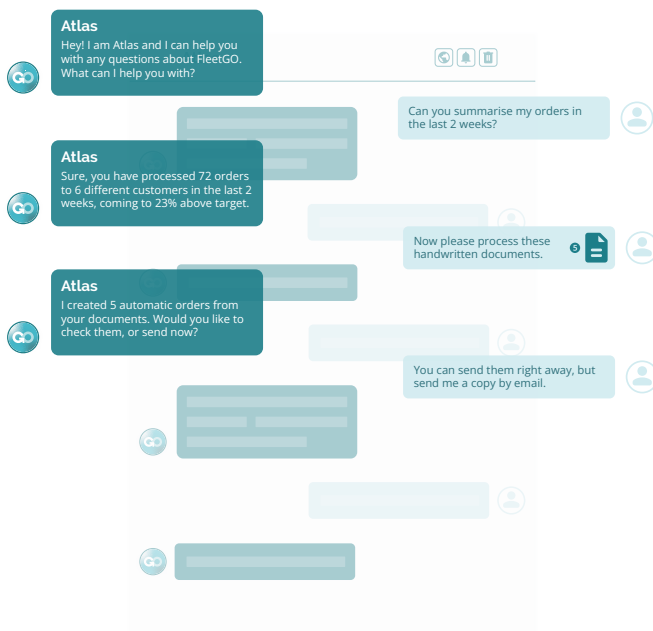 Atlas
Hey! I am Atlas and I can help you
with any questions about FleetGO.
What can I help you with?
GO
Can you summarise my orders in
the last 2 weeks?
Atlas
Sure, you have processed 72 orders
to 6 different customers in the last 2
weeks, coming to 23% above target.
GO
Now please process these
handwritten documents.
5
Atlas
I created 5 automatic orders from
your documents. Would you like to
check them, or send now?
GO
You can send them right away, but
send me a copy by email.
GO
GO